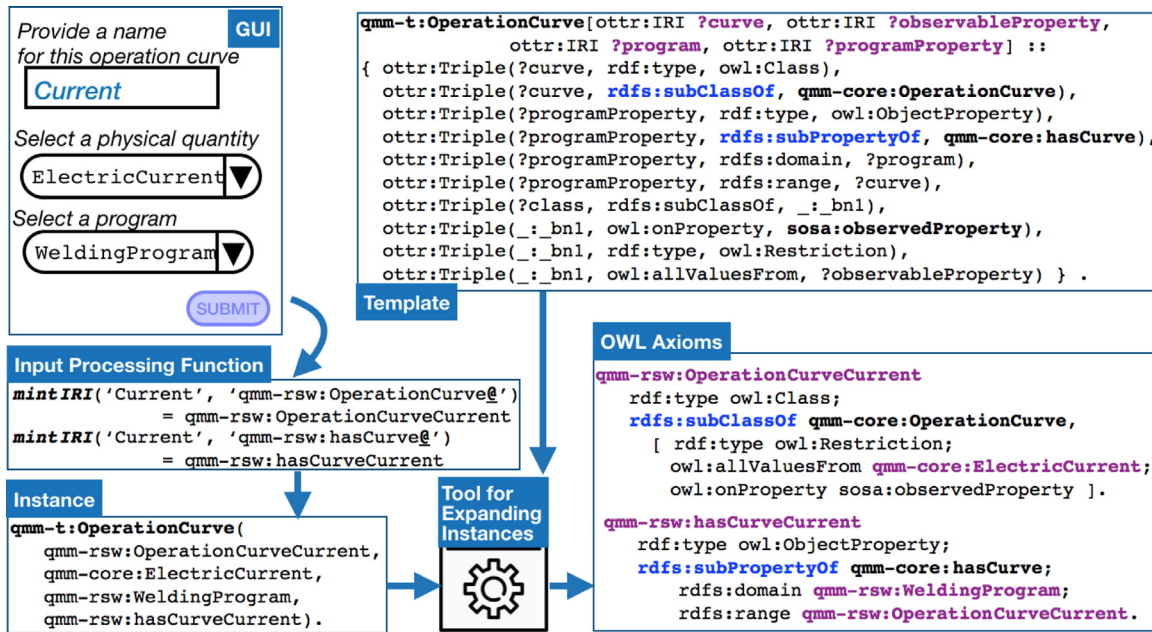 GUI
Provide a name
for this operation curve
Current
Select a physical quantity
ElectricCurrent
Select a program
WeldingProgram
SUBMIT
qmm-t:OperationCurve[ottr:IRI ?curve, ottr:IRI ?observableProperty,
ottr:IRI ?program, ottr:IRI ?programProperty] ::
{ ottr:Triple(?curve, rdf:type, owl:Class),
ottr:Triple(?curve, rdfs:subClassOf, qmm-core:OperationCurve),
ottr:Triple(?programProperty, rdf:type, owl:ObjectProperty),
ottr:Triple(?programProperty, rdfs:subPropertyOf, qmm-core:hasCurve),
ottr:Triple(?programProperty, rdfs:domain, ?program),
ottr:Triple(?programProperty, rdfs:range, ?curve),
ottr:Triple(?class, rdfs:subClassOf, _:_bn1),
ottr:Triple(_:_bn1, owl:onProperty, sosa:observedProperty),
ottr:Triple(_:_bn1, rdf:type, owl:Restriction),
ottr:Triple(_:_bn1, owl:allValuesFrom, ?observableProperty) } .
Template
Input Processing Function
mintIRI(‘Current’, ‘qmm-rsw:OperationCurve@’)
= qmm-rsw:OperationCurveCurrent
mintIRI(‘Current’, ‘qmm-rsw:hasCurve@’)
= qmm-rsw:hasCurveCurrent
Instance
qmm-t:OperationCurve(
qmm-rsw:OperationCurveCurrent,
qmm-core:ElectricCurrent,
qmm-rsw:WeldingProgram,
qmm-rsw:hasCurveCurrent).
Tool for
Expanding
Instances
OWL Axioms
qmm-rsw:OperationCurveCurrent
rdf:type owl:Class;
rdfs:subClassOf qmm-core:OperationCurve,
[ rdf:type owl:Restriction;
owl:allValuesFrom qmm-core:ElectricCurrent;
owl:onProperty sosa:observedProperty ].
qmm-rsw:hasCurveCurrent
rdf:type owl:ObjectProperty;
rdfs:subPropertyOf qmm-core:hasCurve;
rdfs:domain qmm-rsw:WeldingProgram;
rdfs:range qmm-rsw:OperationCurveCurrent.